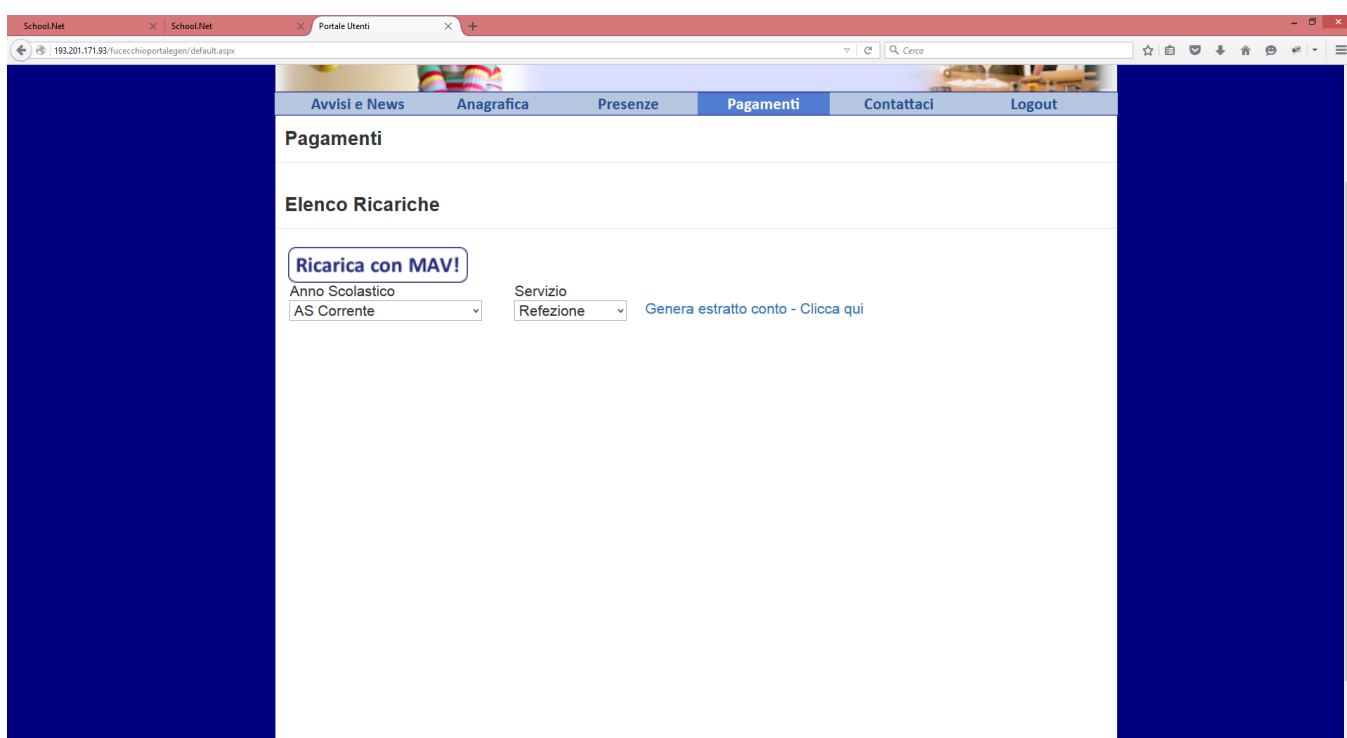 School.Net School.Net Portale Utenti
193.201.171.93/fucecchioportalegen/default.aspx Cerca
Avvisi e News Anagrafica Presenze Pagamenti Contattaci Logout
Pagamenti
Elenco Ricariche
Ricarica con MAV!
Anno Scolastico Servizio
AS Corrente Refezione Genera estratto conto - Clicca qui